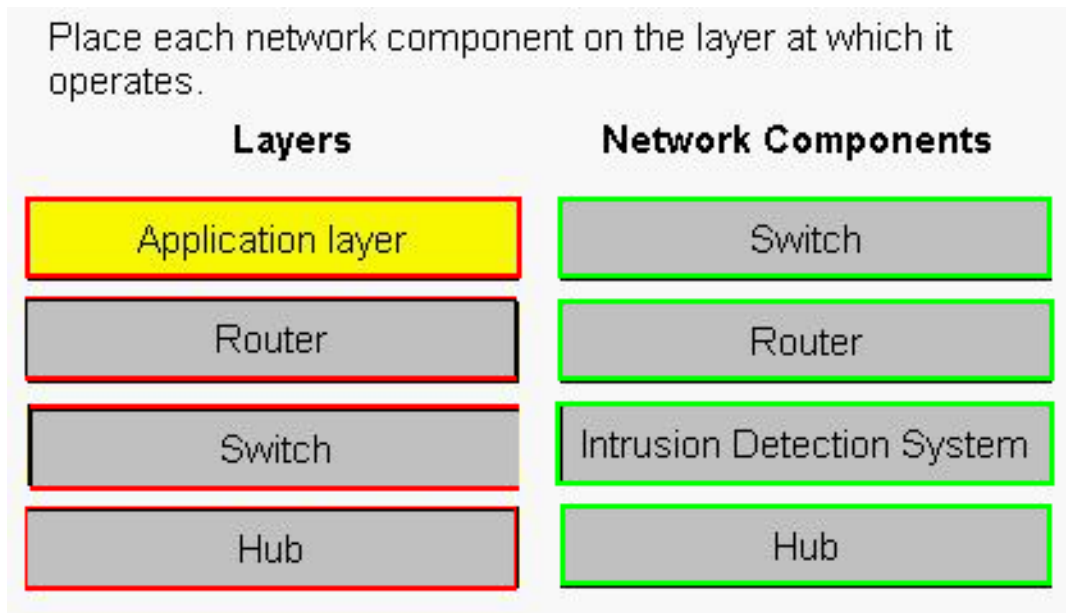 Place each network component on the layer at which it
operates.
Layers
Network Components
Application layer
Switch
Router
Router
Switch
Intrusion Detection System
Hub
Hub